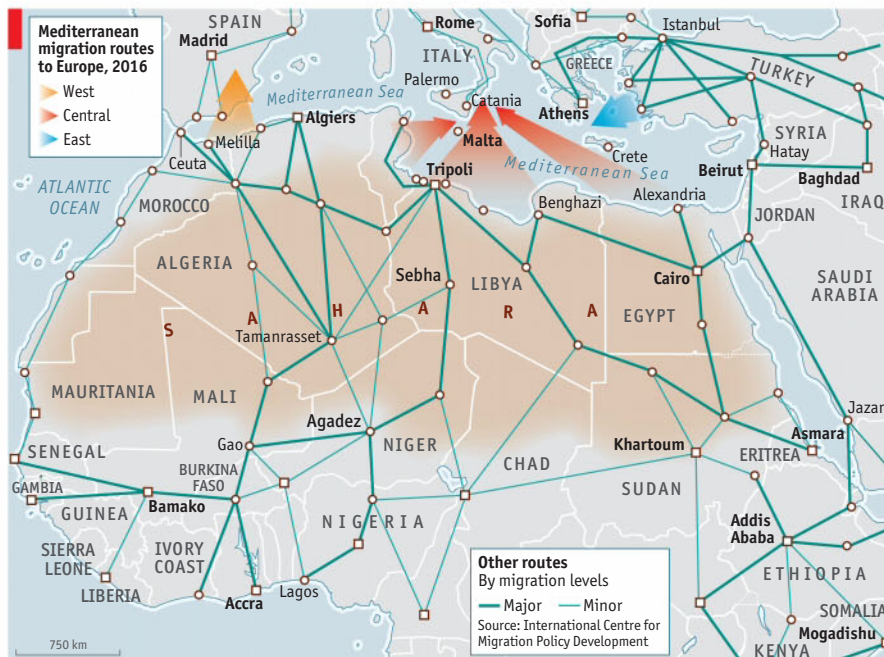 Mediterranean
migration routes
to Europe, 2016
West
Central
East
SPAIN
Madrid
Rome
ITALY
Sofia
Istanbul
GREECE
TURKEY
Palermo
Mediterranean Sea
Catania
Athens
Algiers
Malta
SYRIA
Hatay
Ceuta
Melilla
Crete
Mediterranean Sea
Beirut
Baghdad
Tripoli
ATLANTIC
OCEAN
MOROCCO
Benghazi
Alexandria
IRAQ
JORDAN
ALGERIA
Sebha
LIBYA
Cairo
SAUDI
ARABIA
EGYPT
S A H A R A
Tamanrasset
MAURITANIA
MALI
Agadez
Jazan
Gao
NIGER
Khartoum
Asmara
SENEGAL
CHAD
ERITREA
GAMBIA
BURKINA
FASO
SUDAN
GUINEA
Bamako
NIGERIA
Addis
Ababa
SIERRA
LEONE
IVORY
COAST
ETHIOPIA
LIBERIA
Accra
Lagos
SOMALIA
Mogadishu
KENYA
Other routes
By migration levels
Major
Minor
Source: International Centre for
Migration Policy Development
750 km